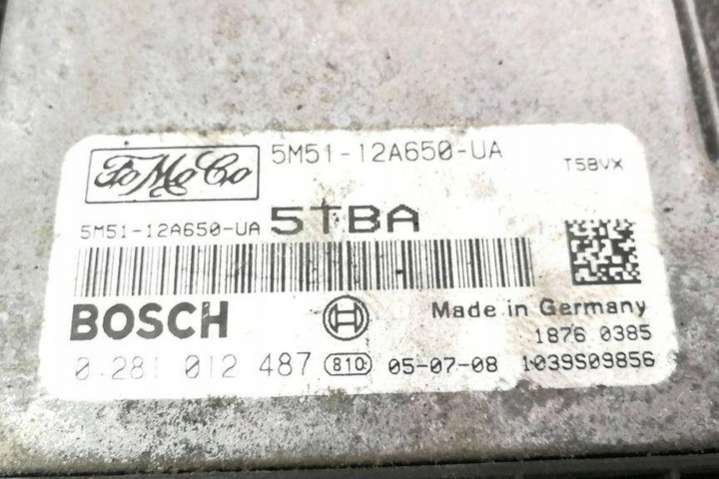 FoMoCo 5M51-12A650-UA T5BVX
5M51-12A650-UA 5TBA
BOSCH Made in Germany
1876 0385
0 281 012 487 810 05-07-08 1039S09856